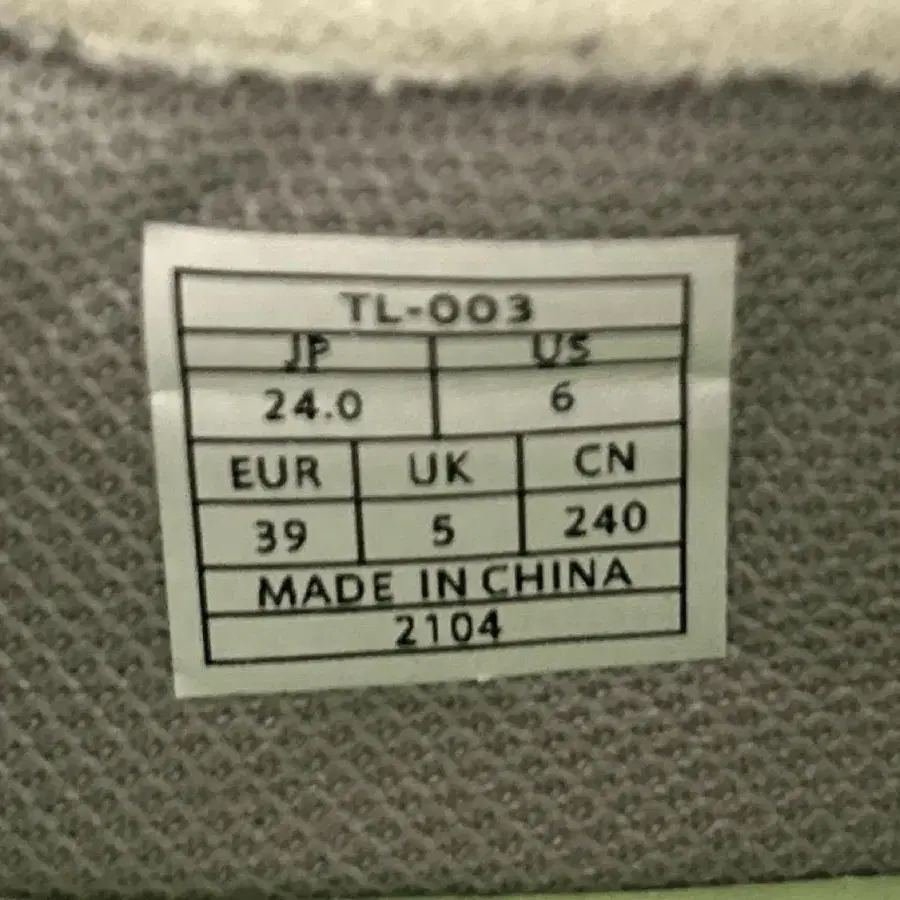 TL-003
JP US
24.0 6
EUR UK CN
39 5 240
MADE IN CHINA
2104